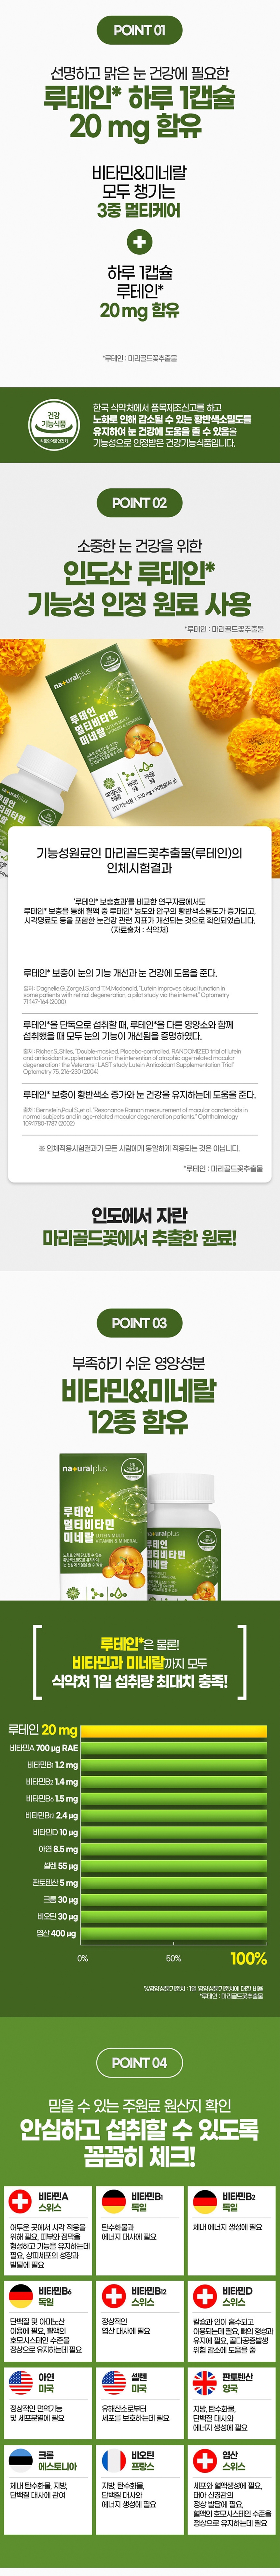 POINT 01
선명하고 맑은 눈 건강에 필요한
루테인* 하루 1캡슐
20 mg 함유
비타민&미네랄
모두 챙기는
3중 멀티케어
+
하루 1캡슐
루테인*
20mg 함유
*루테인 : 마리골드꽃추출물
건강
기능식품
식품의약품안전처
한국 식약처에서 품목제조신고를 하고
노화로 인해 감소될 수 있는 황반색소밀도를
유지하여 눈 건강에 도움을 줄 수 있음을
기능성으로 인정받은 건강기능식품입니다.
POINT 02
소중한 눈 건강을 위한
인도산 루테인*
기능성 인정 원료 사용
*루테인 : 마리골드꽃추출물
naturalplus
루테인
멀티비타민
미네랄
기능성원료인 마리골드꽃추출물(루테인)의
인체시험결과
'루테인* 보충효과'를 비교한 연구자료에서도
루테인* 보충을 통해 혈액 중 루테인* 농도와 안구의 황반색소밀도가 증가되고,
시각명료도 등을 포함한 눈건강 관련 지표가 개선되는 것으로 확인되었습니다.
(자료출처 : 식약처)
루테인* 보충이 눈의 기능 개선과 눈 건강에 도움을 준다.
출처 : Dagnelie.G,Zorge.I.S.and T.M.Mcdonald. "Lutein improves cisual function in
some patients with renal degeneration, a pilot study via the Internet." Optometry
71:147-164 (2000)
루테인*을 단독으로 섭취할 때, 루테인*을 다른 영양소와 함께
섭취했을 때 모두 눈의 기능이 개선됨을 증명하였다.
출처 : Richer.S.,Stiles. "Double-masked, Placebo-controlled, RANDOMIZED trial of lutein
and antioxidant supplementation in the intervention of atrophic age-related macular
degeneration : the Veterans : LAST study Lutein Antioxidant Supplementation Trial"
Optometry 75, 216-230 (2004)
루테인* 보충이 황반색소 증가와 눈 건강을 유지하는데 도움을 준다.
출처 : Bernstein.Paul S.,et al. "Resonance Raman measurement of macular carotenoids in
normal subjects and in age-related macular degeneration patients." Ophthalmology
109:1780-1787 (2002)
※ 인체적용시험결과가 모든 사람에게 동일하게 적용되는 것은 아닙니다.
*루테인 : 마리골드꽃추출물
인도에서 자란
마리골드꽃에서 추출한 원료!
POINT 03
부족하기 쉬운 영양성분
비타민&미네랄
12종 함유
naturalplus
루테인
멀티비타민
미네랄
LUTEIN MULTI
VITAMIN & MINERAL
루테인*은 물론!
비타민과 미네랄까지 모두
식약처 1일 섭취량 최대치 충족!
루테인 20 mg
비타민A 700 μg RAE
비타민B1 1.2 mg
비타민B2 1.4 mg
비타민B6 1.5 mg
비타민B12 2.4 μg
비타민D 10 μg
아연 8.5 mg
셀렌 55 μg
판토텐산 5 mg
크롬 30 μg
비오틴 30 μg
엽산 400 μg
0% 50% 100%
%영양성분기준치 : 1일 영양성분기준치에 대한 비율
*루테인 : 마리골드꽃추출물
POINT 04
믿을 수 있는 주원료 원산지 확인
안심하고 섭취할 수 있도록
꼼꼼히 체크!
비타민A
스위스
어두운 곳에서 시각 적응을
위해 필요, 피부와 점막을
형성하고 기능을 유지하는데
필요, 상피세포의 성장과
발달에 필요
비타민B1
독일
탄수화물과
에너지 대사에 필요
비타민B2
독일
체내 에너지 생성에 필요
비타민B6
독일
단백질 및 아미노산
이용에 필요, 혈액의
호모시스테인 수준을
정상으로 유지하는데 필요
비타민B12
스위스
정상적인
엽산 대사에 필요
비타민D
스위스
칼슘과 인이 흡수되고
이용되는데 필요, 뼈의 형성과
유지에 필요, 골다공증발생
위험 감소에 도움을 줌
아연
미국
정상적인 면역기능
및 세포분열에 필요
셀렌
미국
유해산소로부터
세포를 보호하는데 필요
판토텐산
영국
지방, 탄수화물,
단백질 대사와
에너지 생성에 필요
크롬
에스토니아
체내 탄수화물, 지방,
단백질 대사에 관여
비오틴
프랑스
지방, 탄수화물,
단백질 대사와
에너지 생성에 필요
엽산
스위스
세포와 혈액생성에 필요,
태아 신경관의
정상 발달에 필요,
혈액의 호모시스테인 수준을
정상으로 유지하는데 필요